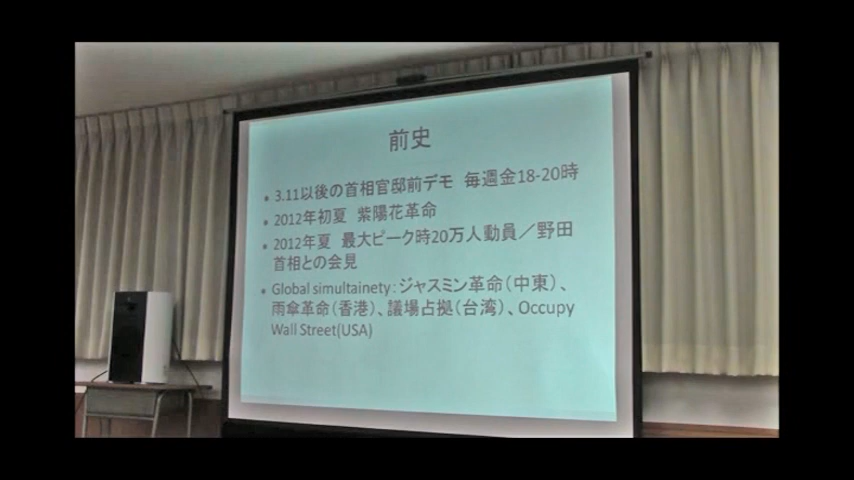 前史
• 3.11以後の首相官邸前デモ 毎週金18-20時
• 2012年初夏 紫陽花革命
• 2012年夏 最大ピーク時20万人動員／野田
首相との会見
• Global simultainety：ジャスミン革命（中東）、
雨傘革命（香港）、議場占拠（台湾）、Occupy
Wall Street(USA)